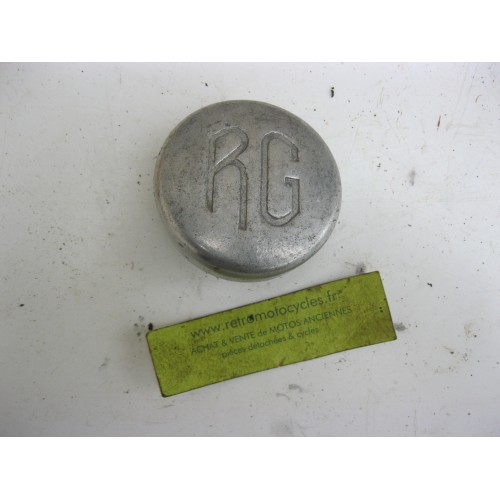 RG
www.retromotocycles.fr
ACHAT & VENTE de MOTOS ANCIENNES
pièces détachées & cycles